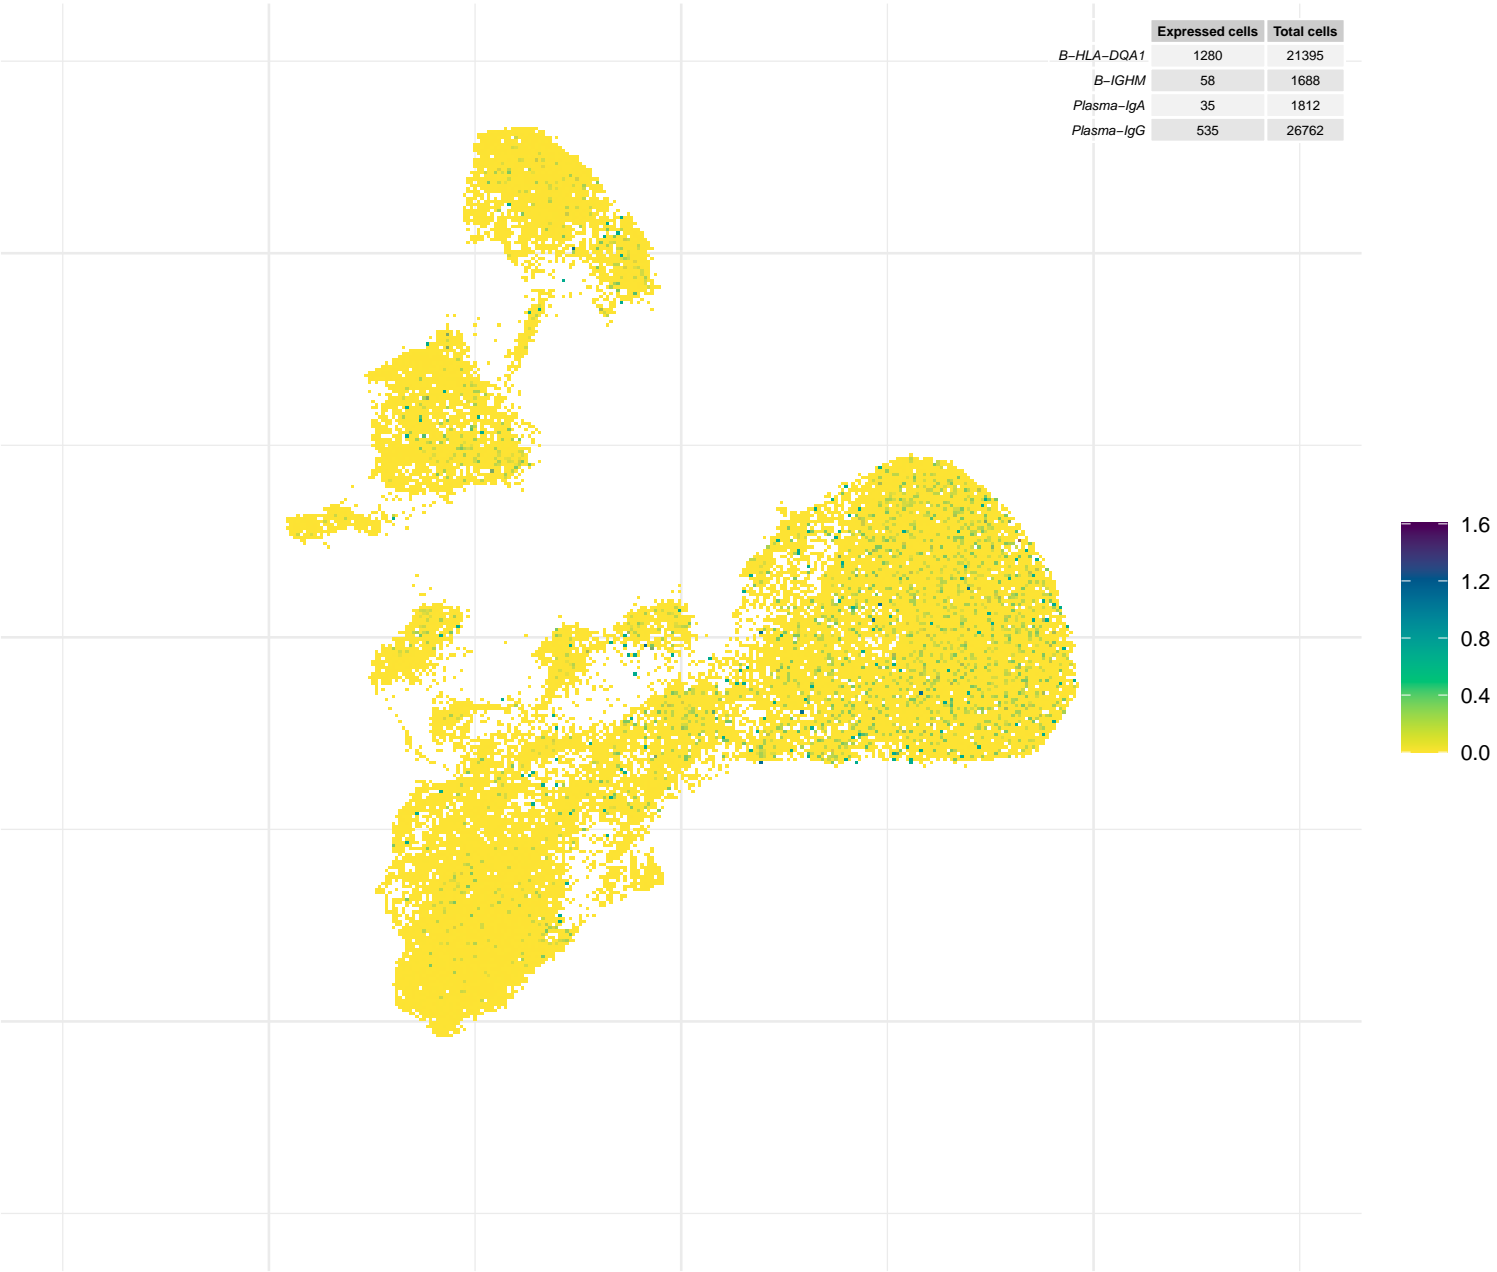 Expressed cells Total cells
B−HLA−DQA1 1280 21395
B−IGHM 58 1688
Plasma−IgA 35 1812
Plasma−IgG 535 26762
1.6
1.2
0.8
0.4
0.0